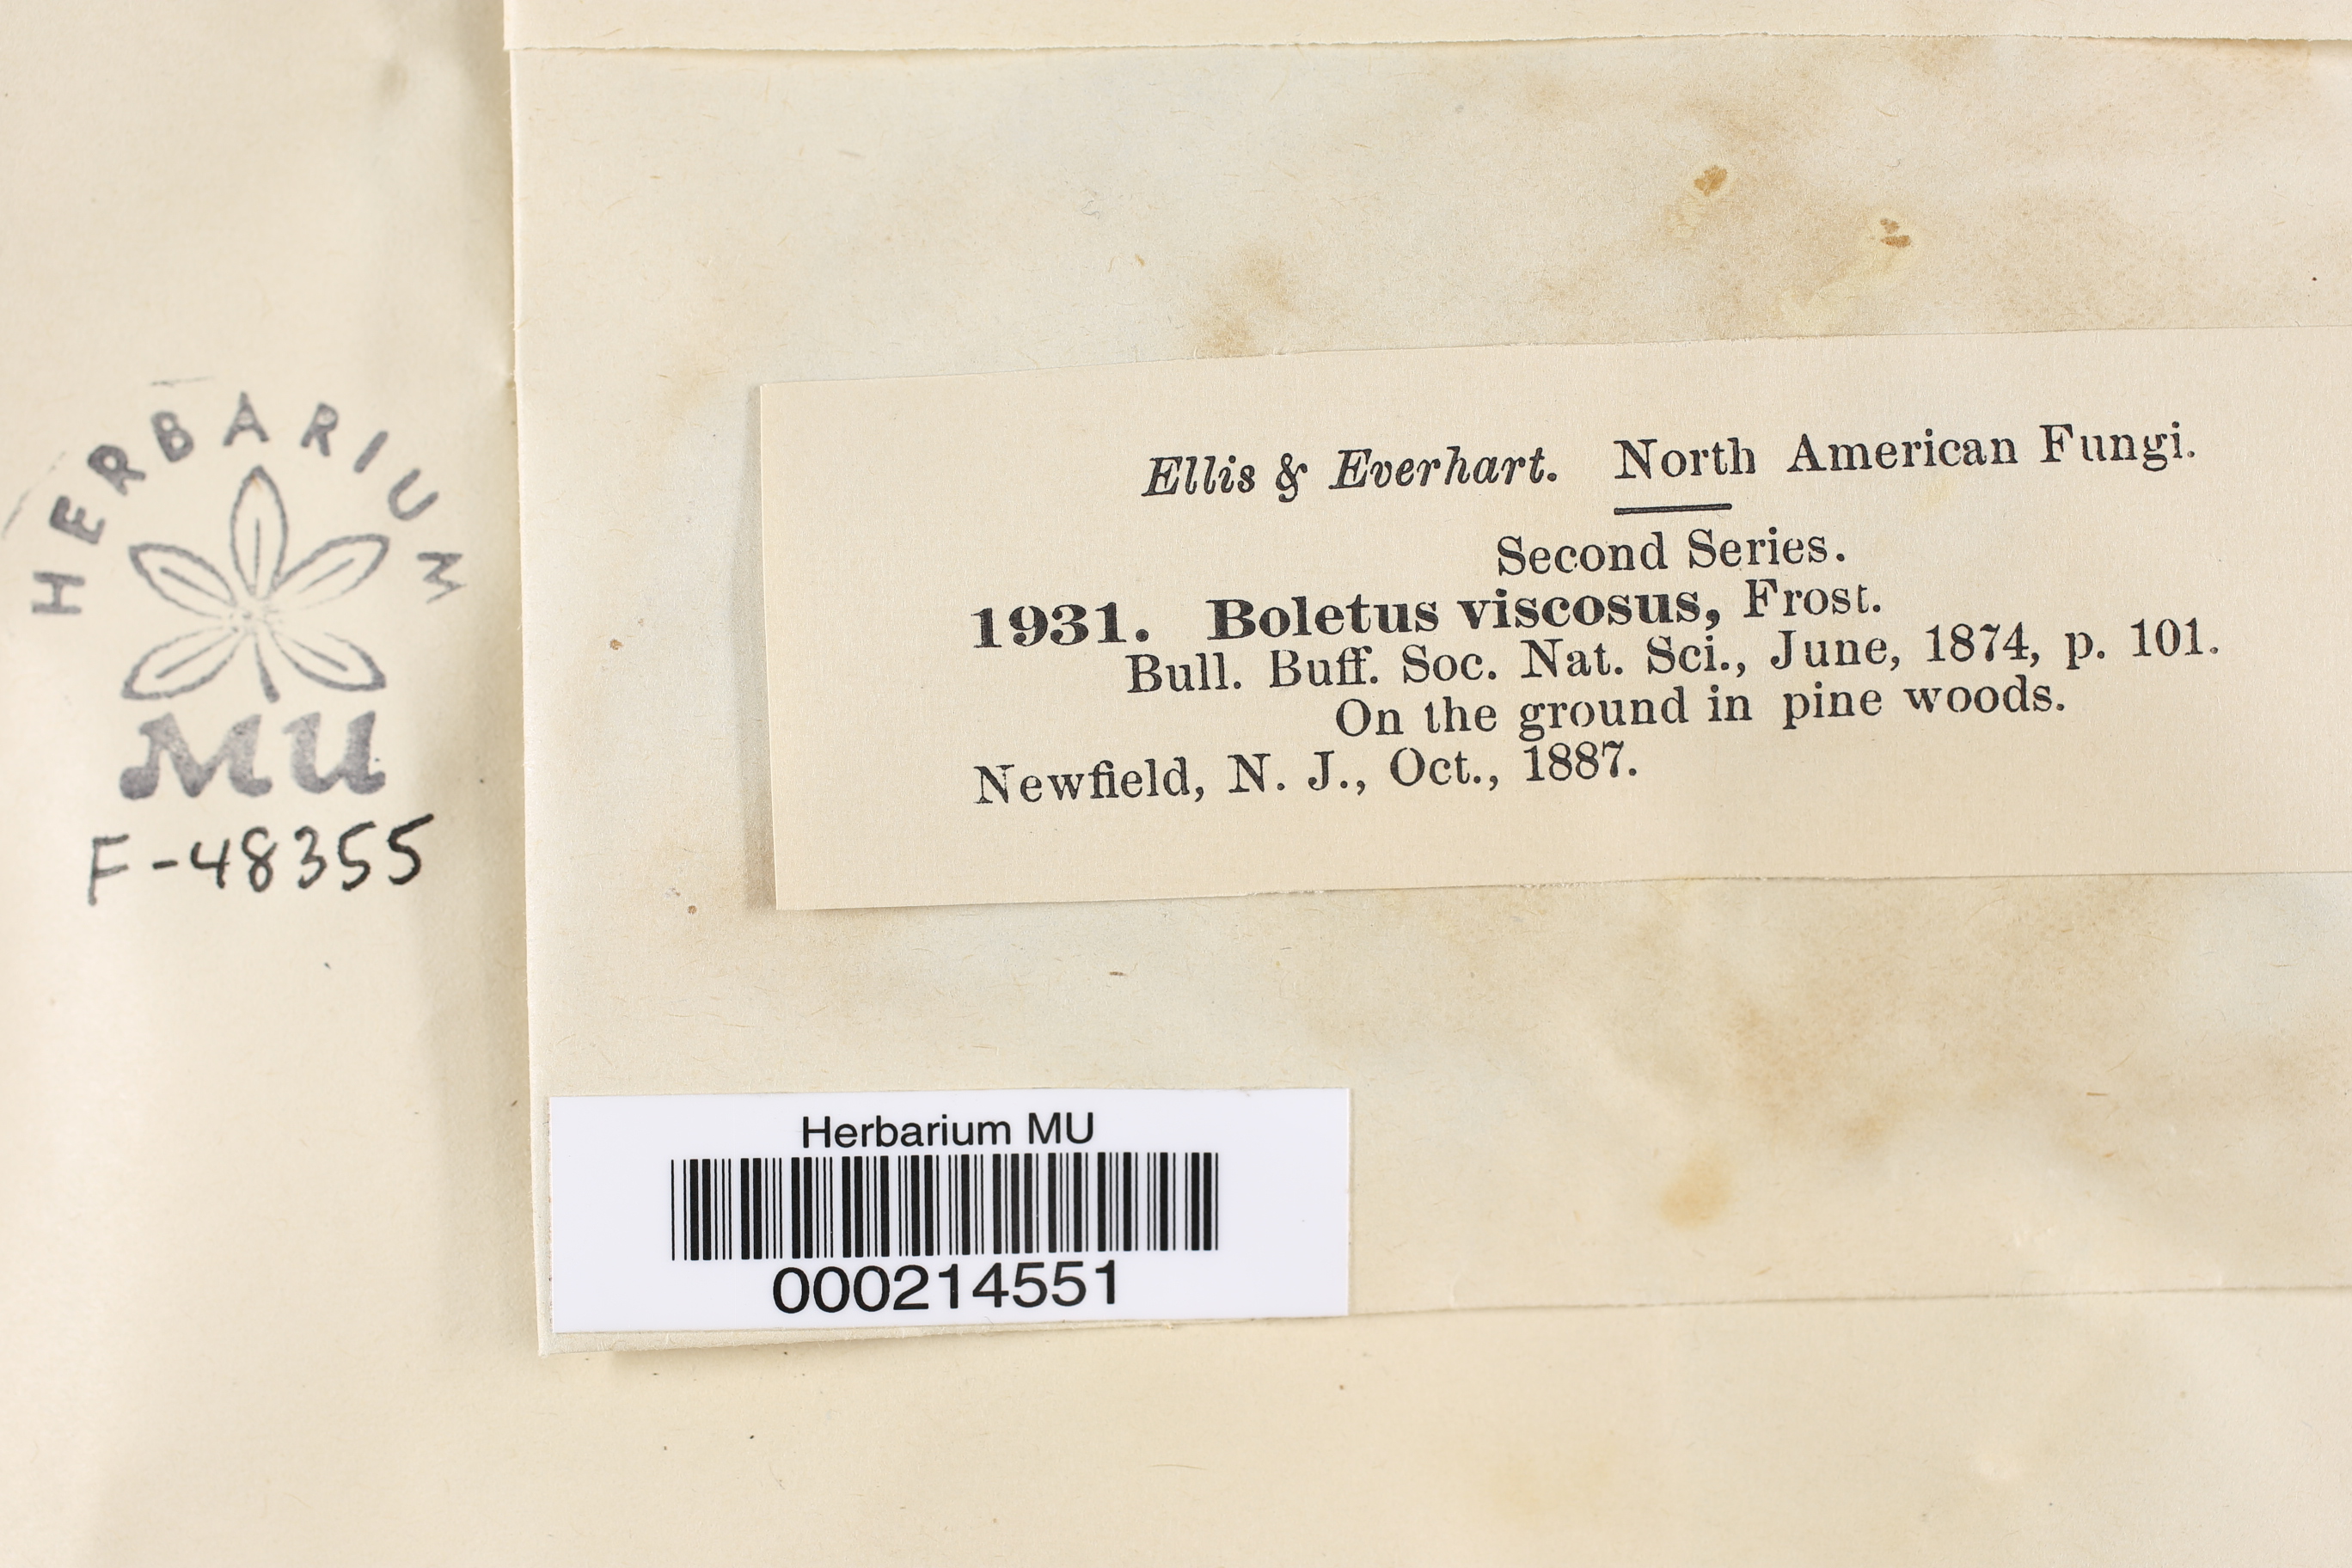 HERBARIUM
MU
F-48355
Ellis & Everhart. North American Fungi.
Second Series.
1931. Boletus viscosus, Frost.
Bull. Buff. Soc. Nat. Sci., June, 1874, p. 101.
On the ground in pine woods.
Newfield, N. J., Oct., 1887.
Herbarium MU
000214551